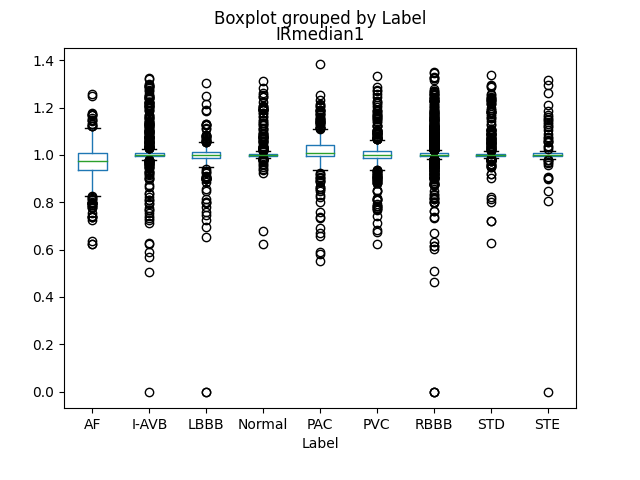 Boxplot grouped by Label
IRmedian1
1.4
1.2
1.0
0.8
0.6
0.4
0.2
0.0
AF I-AVB LBBB Normal PAC PVC RBBB STD STE
Label